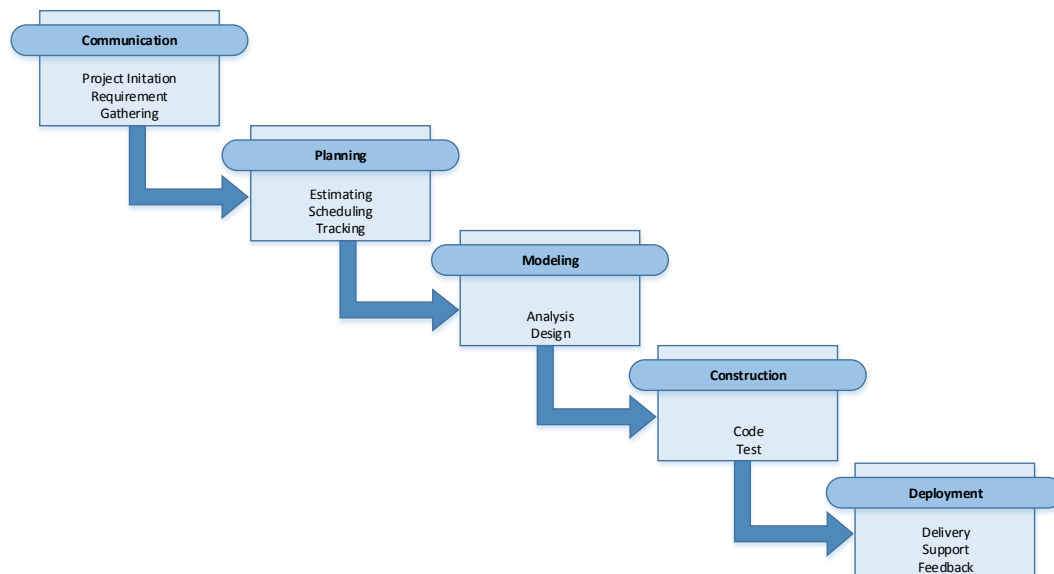 Communication
Project Initation
Requirement
Gathering
Planning
Estimating
Scheduling
Tracking
Modeling
Analysis
Design
Construction
Code
Test
Deployment
Delivery
Support
Feedback